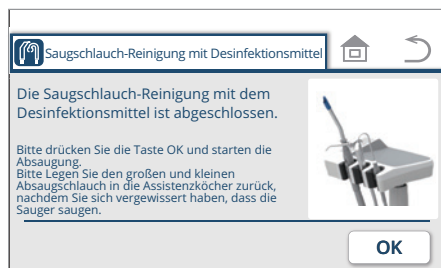 Saugschlauch-Reinigung mit Desinfektionsmittel
Die Saugschlauch-Reinigung mit dem
Desinfektionsmittel ist abgeschlossen.
Bitte drücken Sie die Taste OK und starten die
Absaugung.
Bitte Legen Sie den großen und kleinen
Absaugschlauch in die Assistenzköcher zurück,
nachdem Sie sich vergewissert haben, dass die
Sauger saugen.
OK